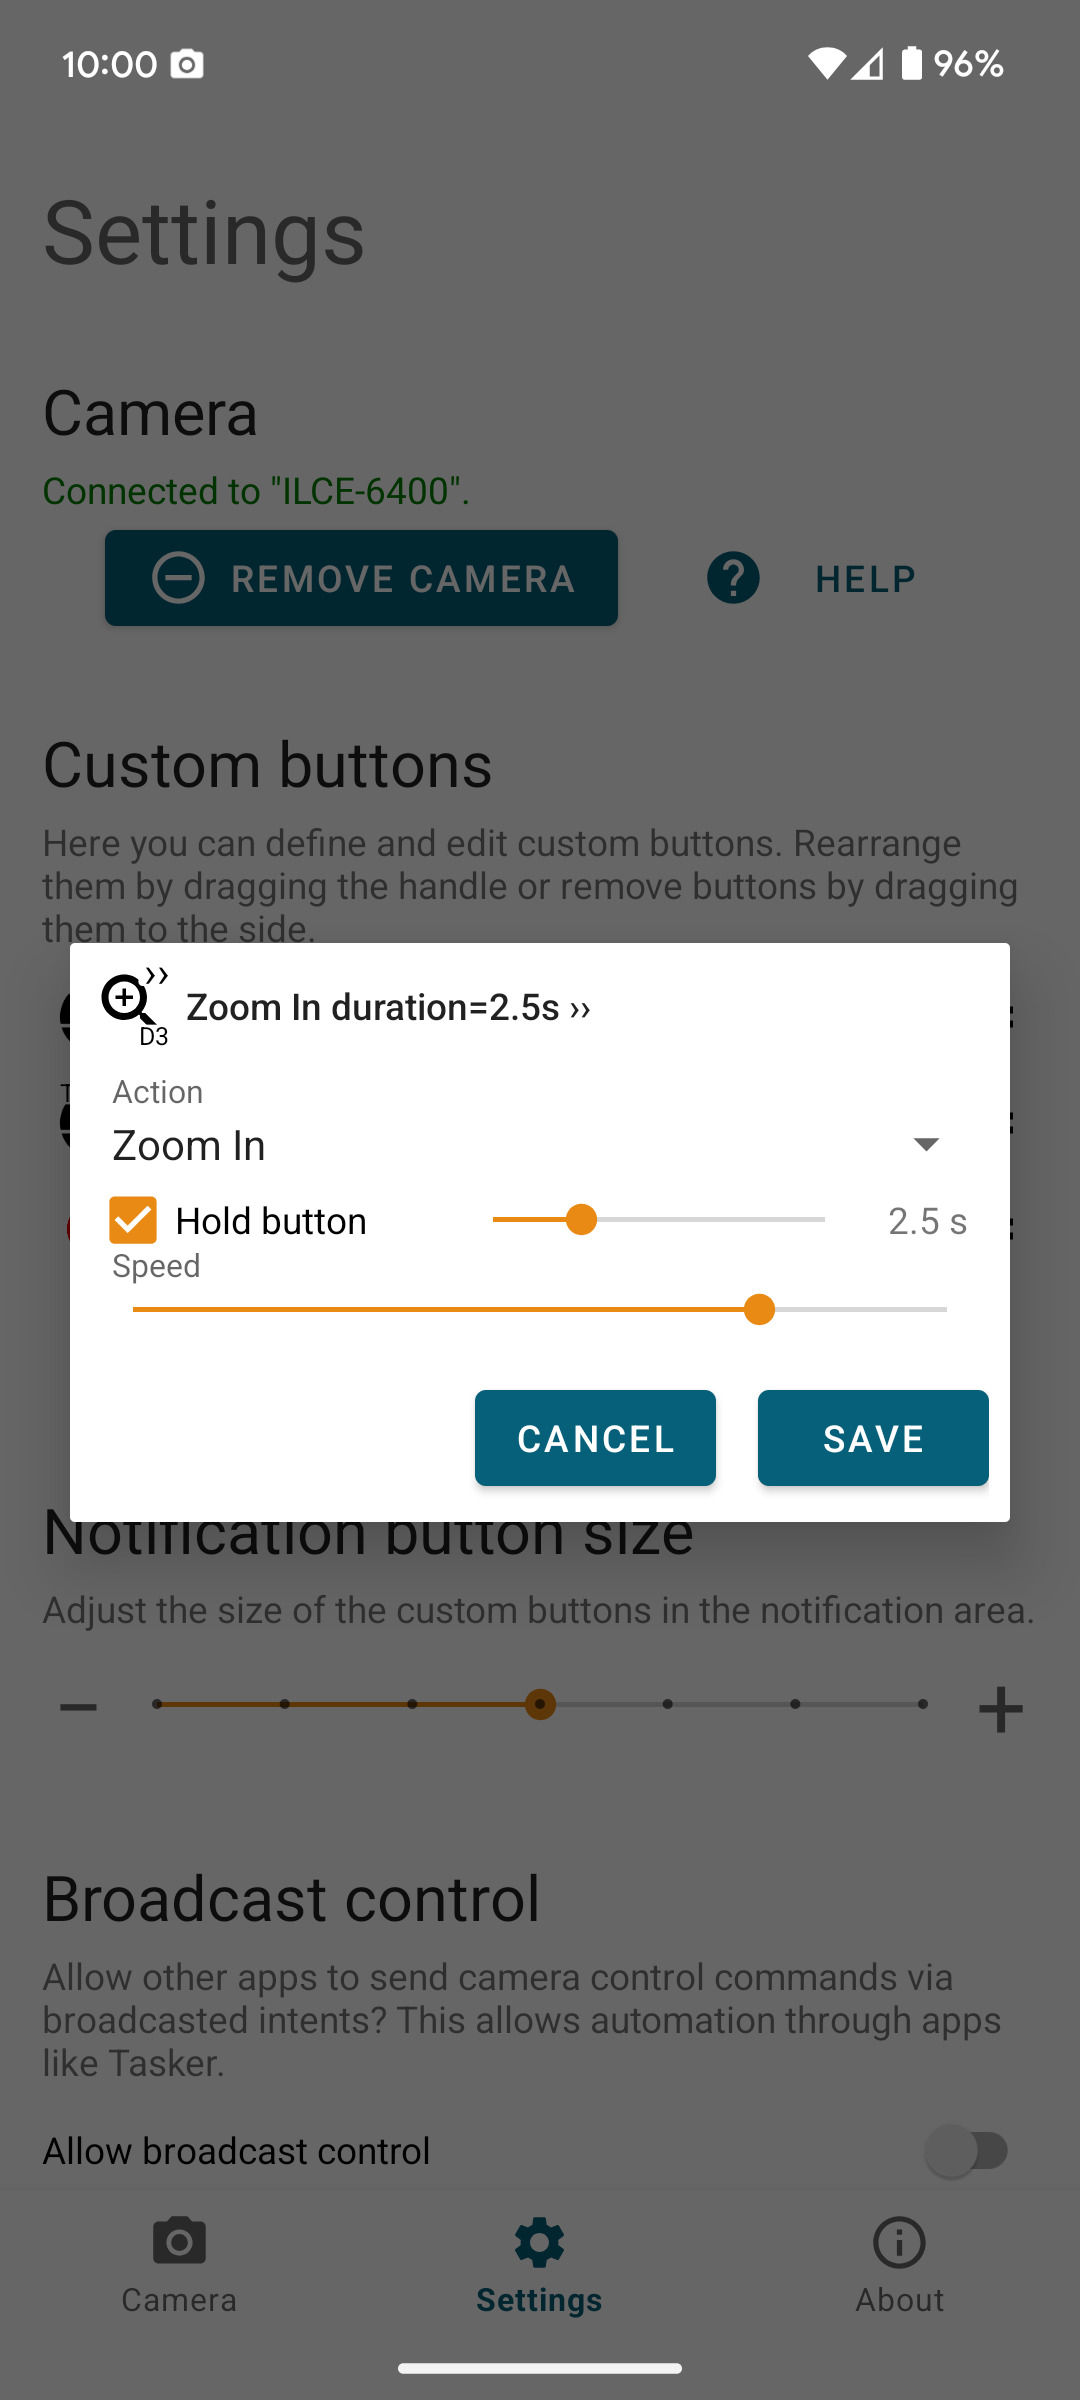 10:00
96%
Settings
Camera
Connected to "ILCE-6400".
REMOVE CAMERA
HELP
Custom buttons
Here you can define and edit custom buttons. Rearrange
them by dragging the handle or remove buttons by dragging
them to the side.
››
D3
Zoom In duration=2.5s ››
Action
Zoom In
Hold button
2.5 s
Speed
CANCEL
SAVE
Notification button size
Adjust the size of the custom buttons in the notification area.
Broadcast control
Allow other apps to send camera control commands via
broadcasted intents? This allows automation through apps
like Tasker.
Allow broadcast control
Camera
Settings
About